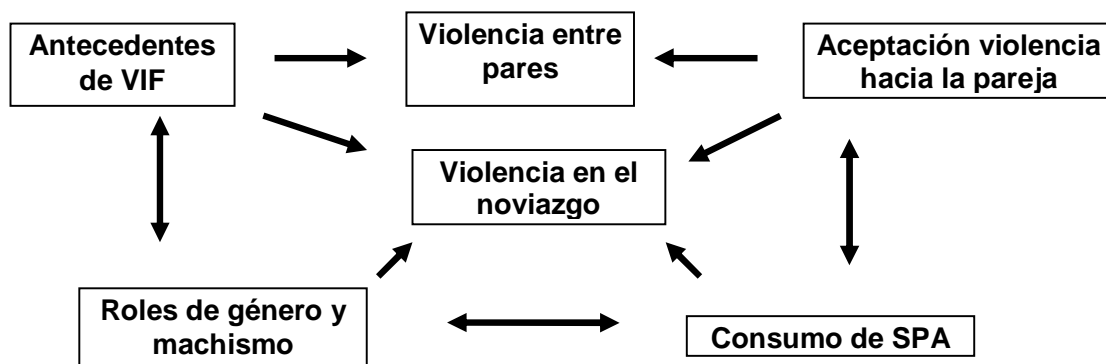 Antecedentes
de VIF
Violencia entre
pares
Aceptación violencia
hacia la pareja
Violencia en el
noviazgo
Roles de género y
machismo
Consumo de SPA